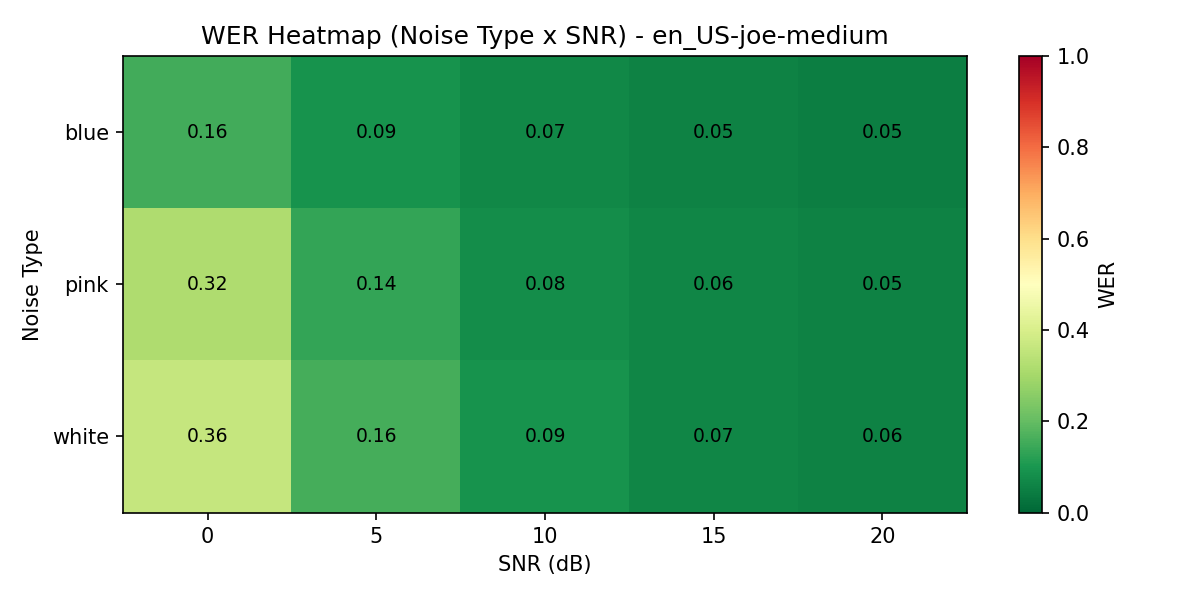 WER Heatmap (Noise Type x SNR) - en_US-joe-medium
Noise Type
blue 0.16 0.09 0.07 0.05 0.05
pink 0.32 0.14 0.08 0.06 0.05
white 0.36 0.16 0.09 0.07 0.06
0 5 10 15 20
SNR (dB)
1.0
0.8
0.6
0.4
0.2
0.0
WER